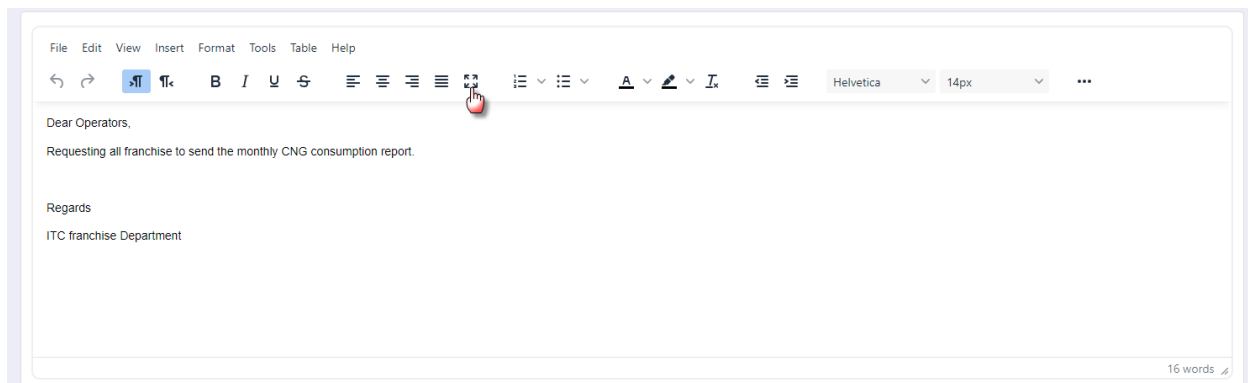 File Edit View Insert Format Tools Table Help
Helvetica 14px
Dear Operators,
Requesting all franchise to send the monthly CNG consumption report.
Regards
ITC franchise Department
16 words